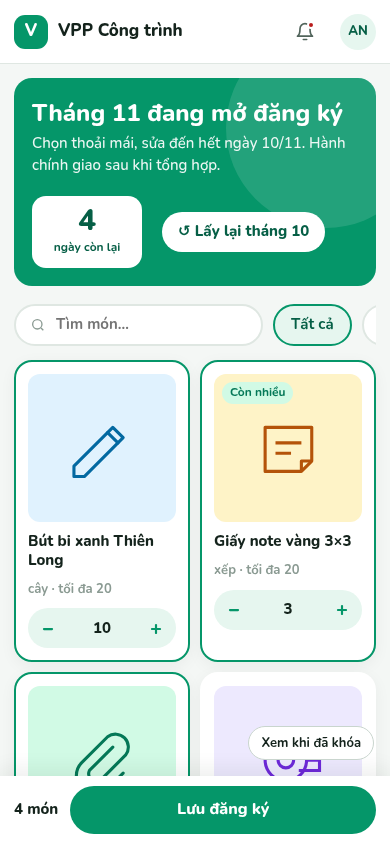 V VPP Công trình AN
Tháng 11 đang mở đăng ký
Chọn thoải mái, sửa đến hết ngày 10/11. Hành
chính giao sau khi tổng hợp.
4
ngày còn lại
↺ Lấy lại tháng 10
Tìm món...
Tất cả
Còn nhiều
Bút bi xanh Thiên
Long
cây · tối đa 20
− 10 +
Giấy note vàng 3×3
xếp · tối đa 20
− 3 +
Xem khi đã khóa
4 món
Lưu đăng ký